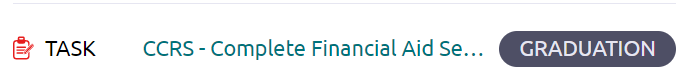 TASK CCRS - Complete Financial Aid Se... GRADUATION